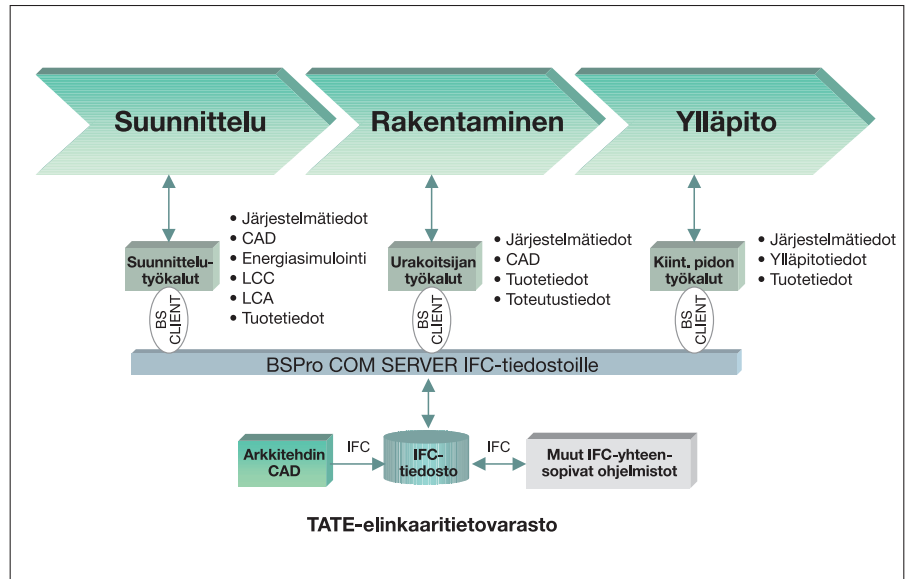 Suunnittelu
Rakentaminen
Ylläpito
Suunnittelu-
työkalut
• Järjestelmätiedot
• CAD
• Energiasimulointi
• LCC
• LCA
• Tuotetiedot
Urakoitsijan
työkalut
• Järjestelmätiedot
• CAD
• Tuotetiedot
• Toteutustiedot
Kiint. pidon
työkalut
• Järjestelmätiedot
• Ylläpitotiedot
• Tuotetiedot
BS
CLIENT
BS
CLIENT
BS
CLIENT
BSPro COM SERVER IFC-tiedostoille
Arkkitehdin
CAD
IFC
IFC-
tiedosto
IFC
Muut IFC-yhteen-
sopivat ohjelmistot
TATE-elinkaaritietovarasto